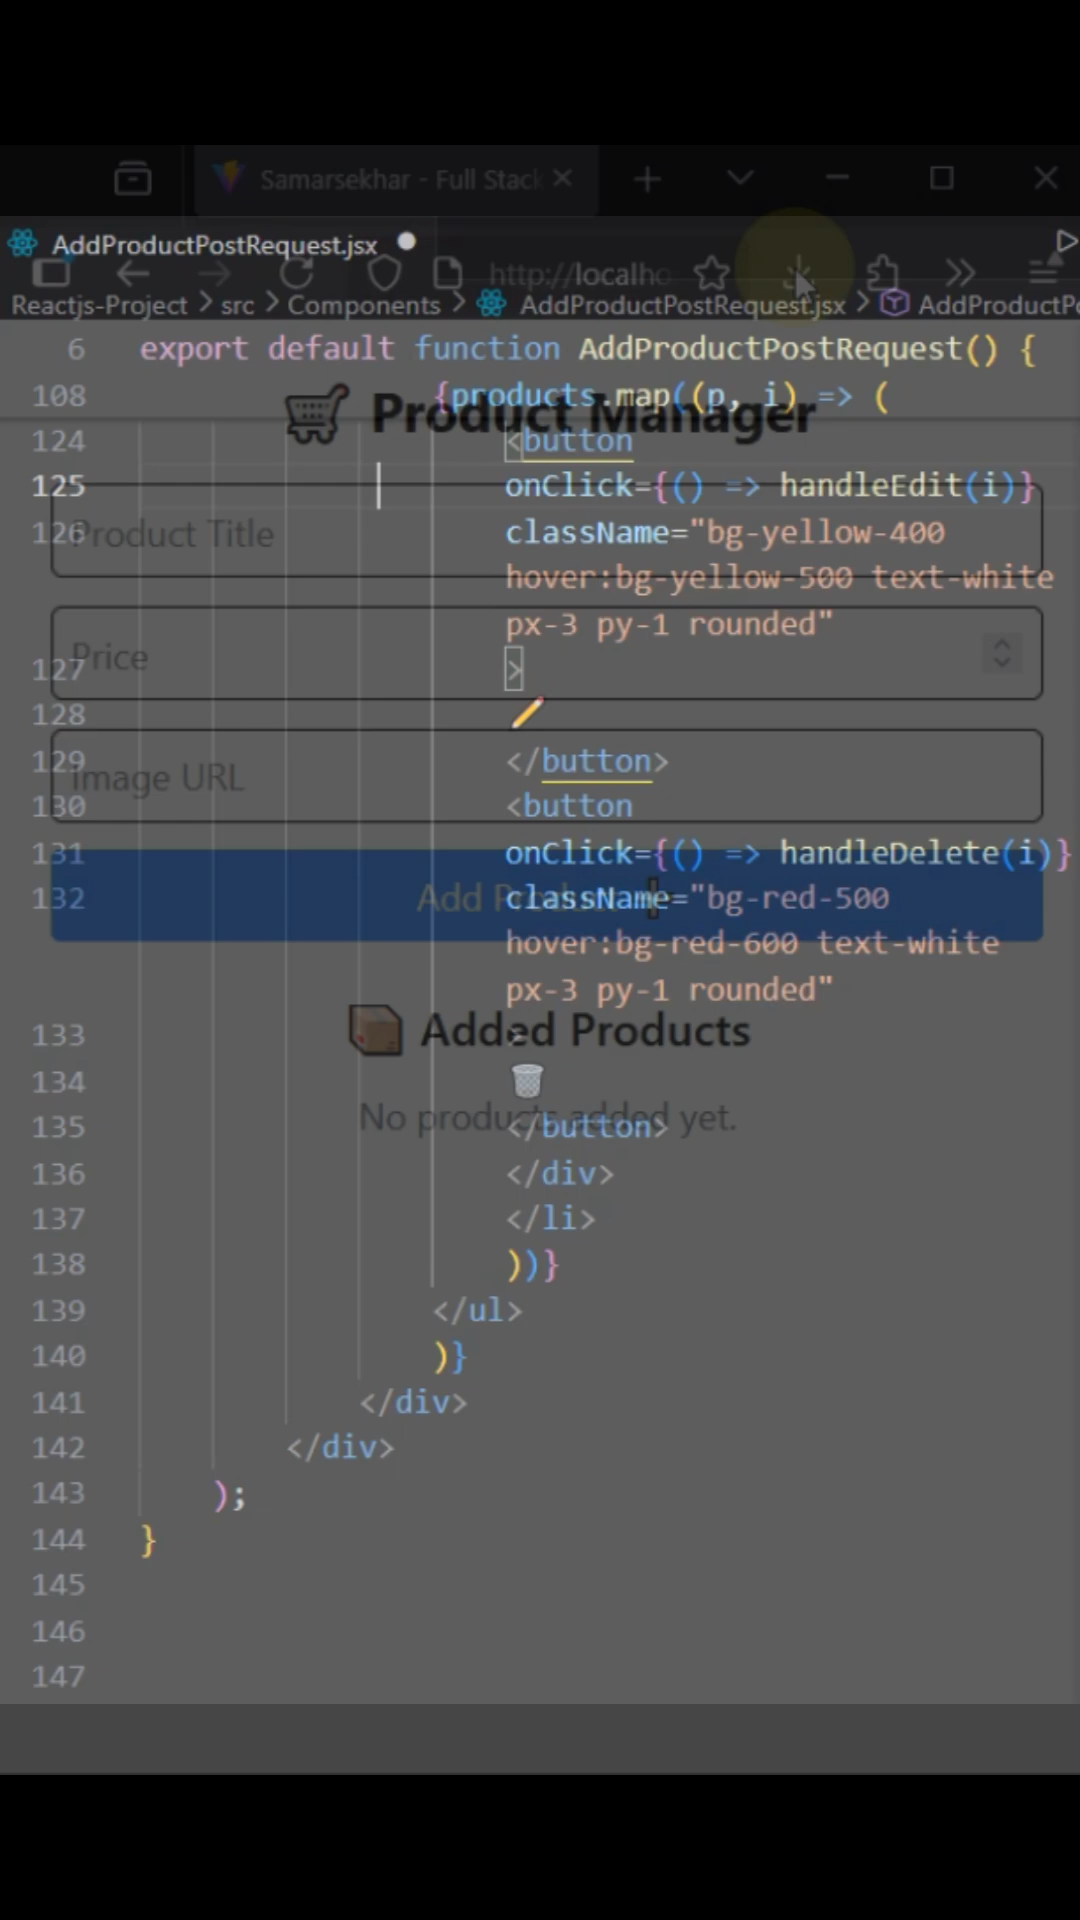 Samarsekhar - Full Stack
AddProductPostRequest.jsx
http://localho
Reactjs-Project > src > Components > AddProductPostRequest.jsx > AddProductPo
6 export default function AddProductPostRequest() {
108 {products.map((p, i) => (
Product Manager
124 <button
125 onClick={() => handleEdit(i)}
Product Title
126 className="bg-yellow-400
hover:bg-yellow-500 text-white
px-3 py-1 rounded"
Price
127 >
128 ✏️
129 </button>
Image URL
130 <button
131 onClick={() => handleDelete(i)}
Add Product
132 className="bg-red-500
hover:bg-red-600 text-white
px-3 py-1 rounded"
Added Products
133 >
134 🗑️
No products added yet.
135 </button>
136 </div>
137 </li>
138 ))}
139 </ul>
140 )}
141 </div>
142 </div>
143 );
144 }
145
146
147